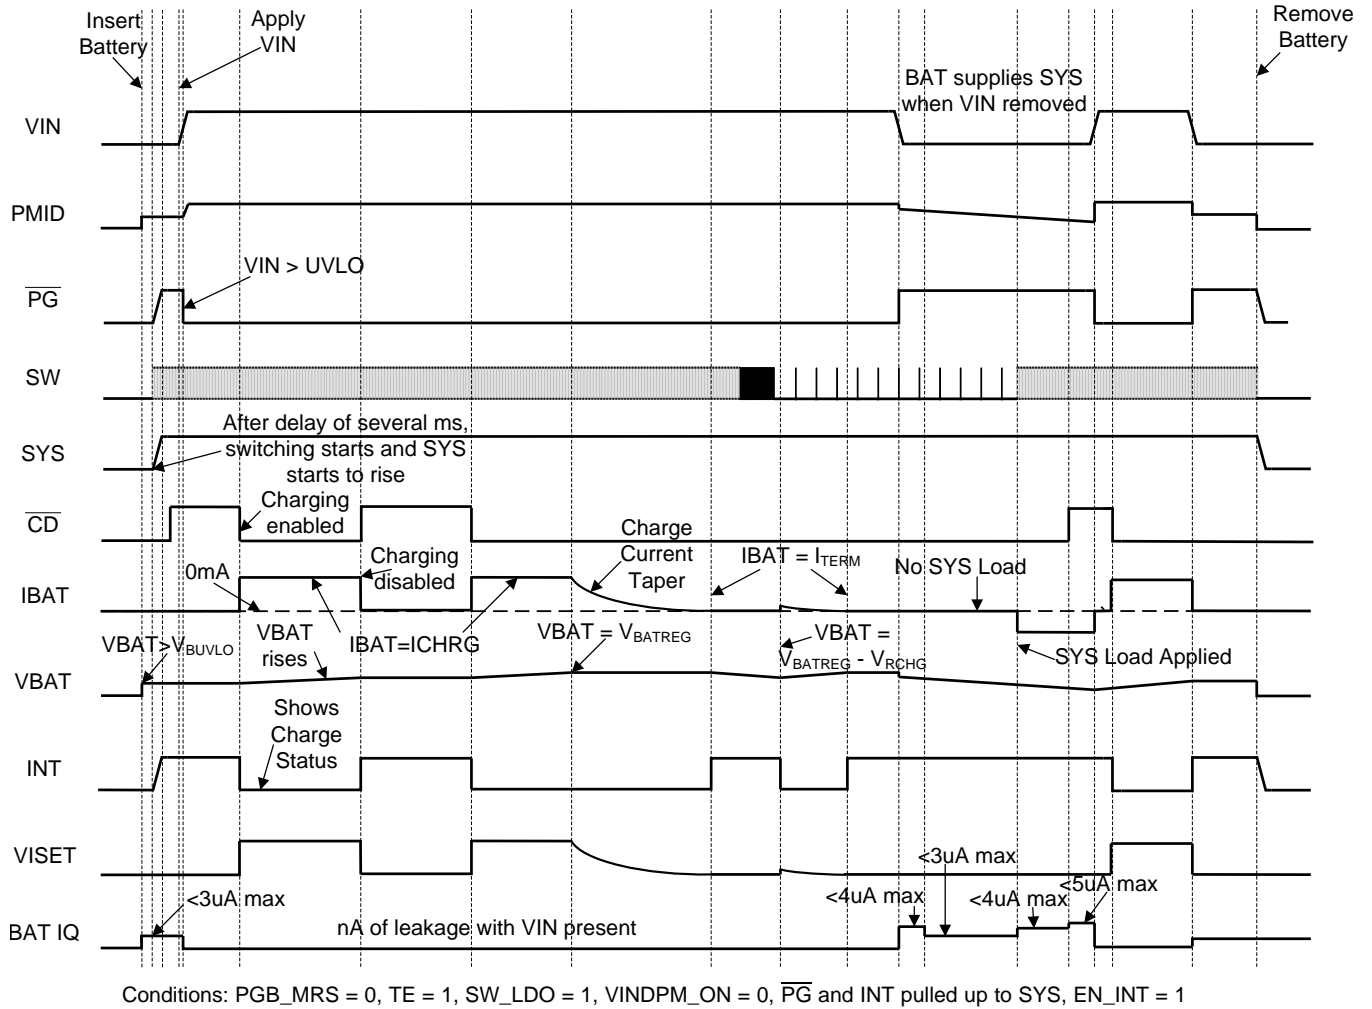 Insert
Battery
Apply
VIN
Remove
Battery
BAT supplies SYS
when VIN removed
VIN
PMID
VIN > UVLO
PG
SW
After delay of several ms,
switching starts and SYS
starts to rise
SYS
Charging
enabled
CD
Charge
Current
Taper
Charging
disabled
IBAT = ITERM
No SYS Load
0mA
IBAT
VBAT>VBUVLO
VBAT
rises
IBAT=ICHRG
VBAT = VBATREG
VBAT =
VBATREG - VRCHG
SYS Load Applied
VBAT
Shows
Charge
Status
INT
VISET
<3uA max
<3uA max
<4uA max
<4uA max
<5uA max
nA of leakage with VIN present
BAT IQ
Conditions: PGB_MRS = 0, TE = 1, SW_LDO = 1, VINDPM_ON = 0, PG and INT pulled up to SYS, EN_INT = 1